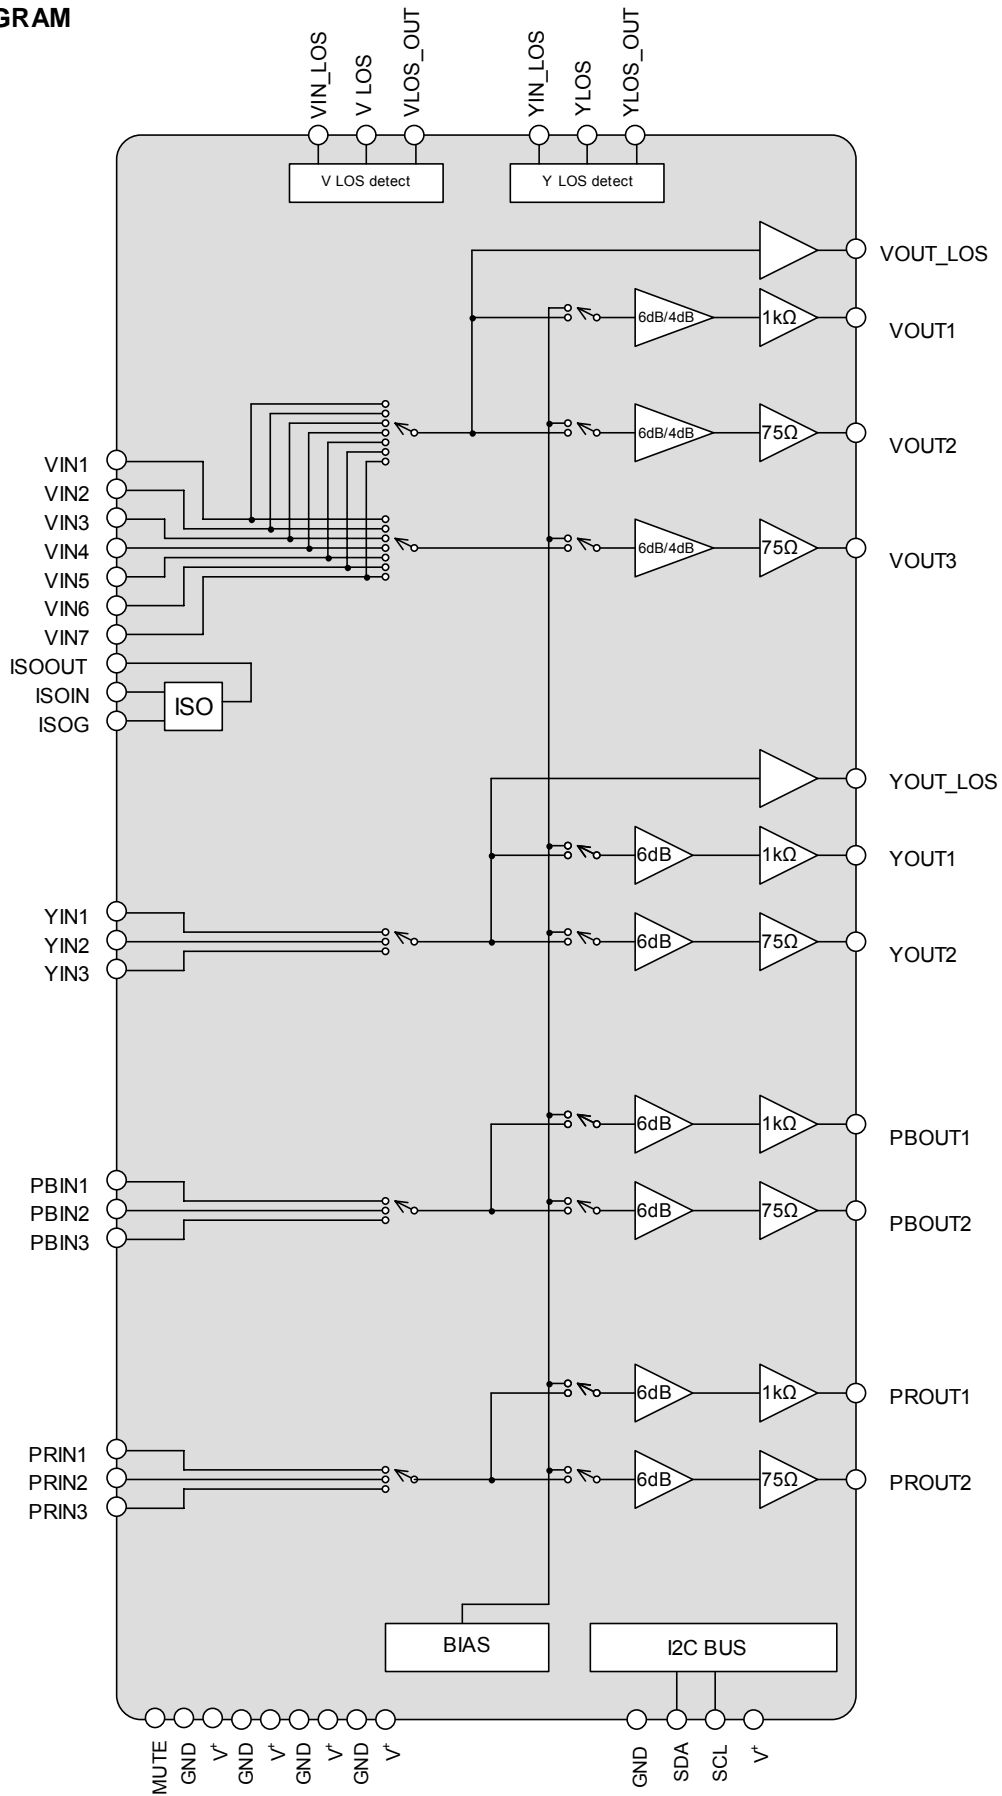 GRAM
VIN_LOS
V LOS
VLOS_OUT
YIN_LOS
YLOS
YLOS_OUT
V LOS detect
Y LOS detect
VOUT_LOS
6dB/4dB
1kΩ
VOUT1
6dB/4dB
75Ω
VOUT2
VIN1
VIN2
VIN3
VIN4
VIN5
VIN6
VIN7
6dB/4dB
75Ω
VOUT3
ISOOUT
ISOIN
ISOG
ISO
YOUT_LOS
6dB
1kΩ
YOUT1
YIN1
YIN2
YIN3
6dB
75Ω
YOUT2
6dB
1kΩ
PBOUT1
PBIN1
PBIN2
PBIN3
6dB
75Ω
PBOUT2
6dB
1kΩ
PROUT1
PRIN1
PRIN2
PRIN3
6dB
75Ω
PROUT2
BIAS
I2C BUS
MUTE
GND
V+
GND
V+
GND
V+
GND
V+
GND
SDA
SCL
V+